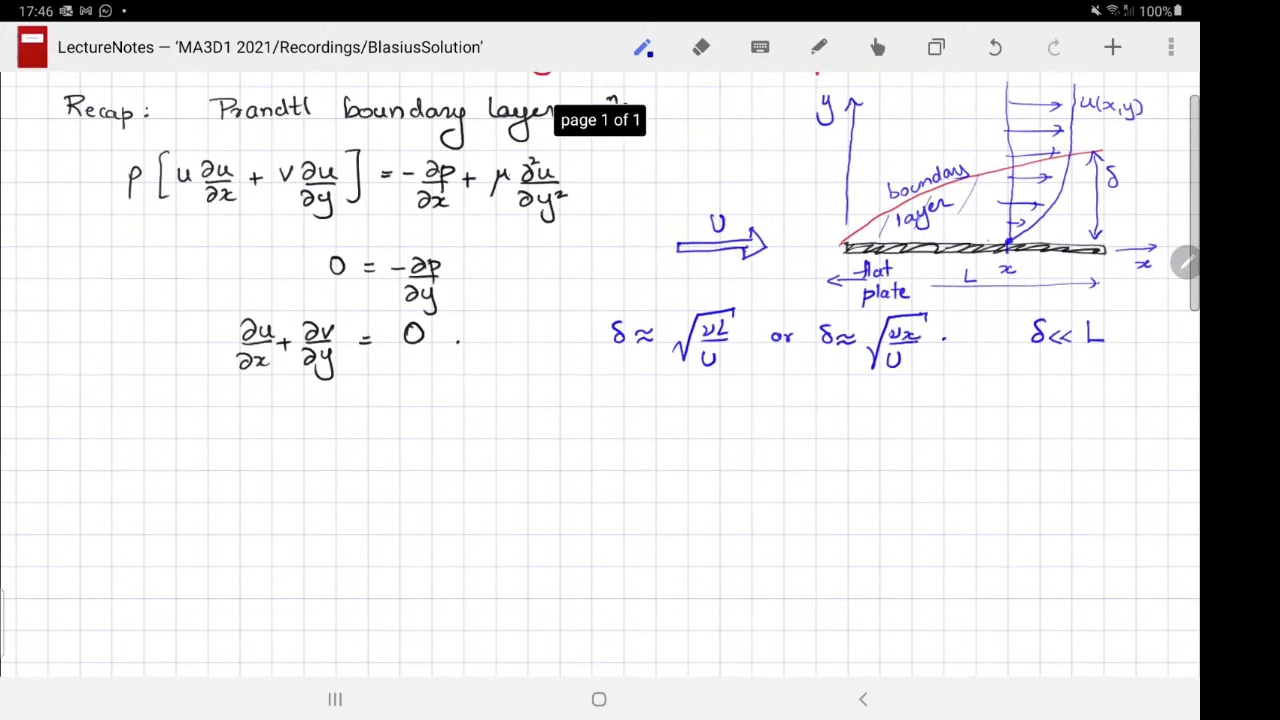 17:46 100%
LectureNotes — ‘MA3D1 2021/Recordings/BlasiusSolution’
Recap: Prandtl boundary layer
page 1 of 1
ρ [ u ∂u/∂x + v ∂u/∂y ] = - ∂p/∂x + μ ∂²u/∂y²
0 = - ∂p/∂y
∂u/∂x + ∂v/∂y = 0 .
y
u(x,y)
boundary
layer
δ
U
flat
plate
L
x
x
δ ≈ √(νL/U) or δ ≈ √(νx/U) . δ << L